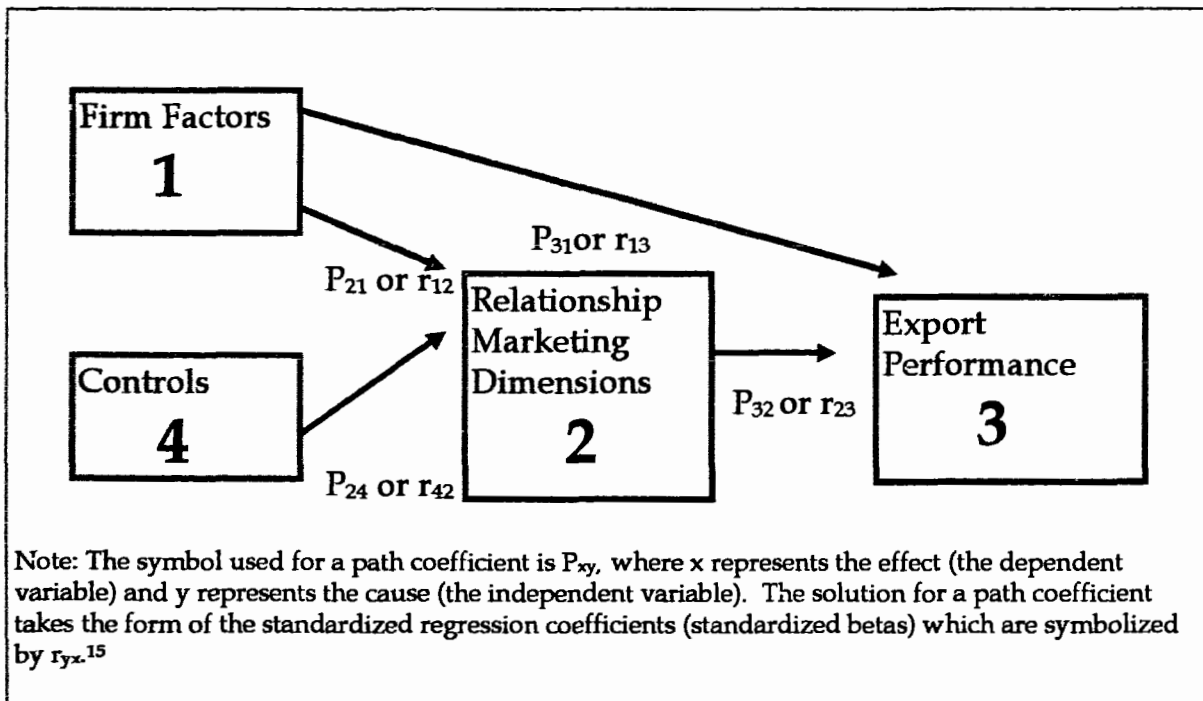 Firm Factors
1
P₃₁or r₁₃
P₂₁ or r₁₂
Relationship
Marketing
Dimensions
2
Export
Performance
3
Controls
4
P₃₂ or r₂₃
P₂₄ or r₄₂
Note: The symbol used for a path coefficient is Pxy, where x represents the effect (the dependent
variable) and y represents the cause (the independent variable). The solution for a path coefficient
takes the form of the standardized regression coefficients (standardized betas) which are symbolized
by ryx.¹⁵